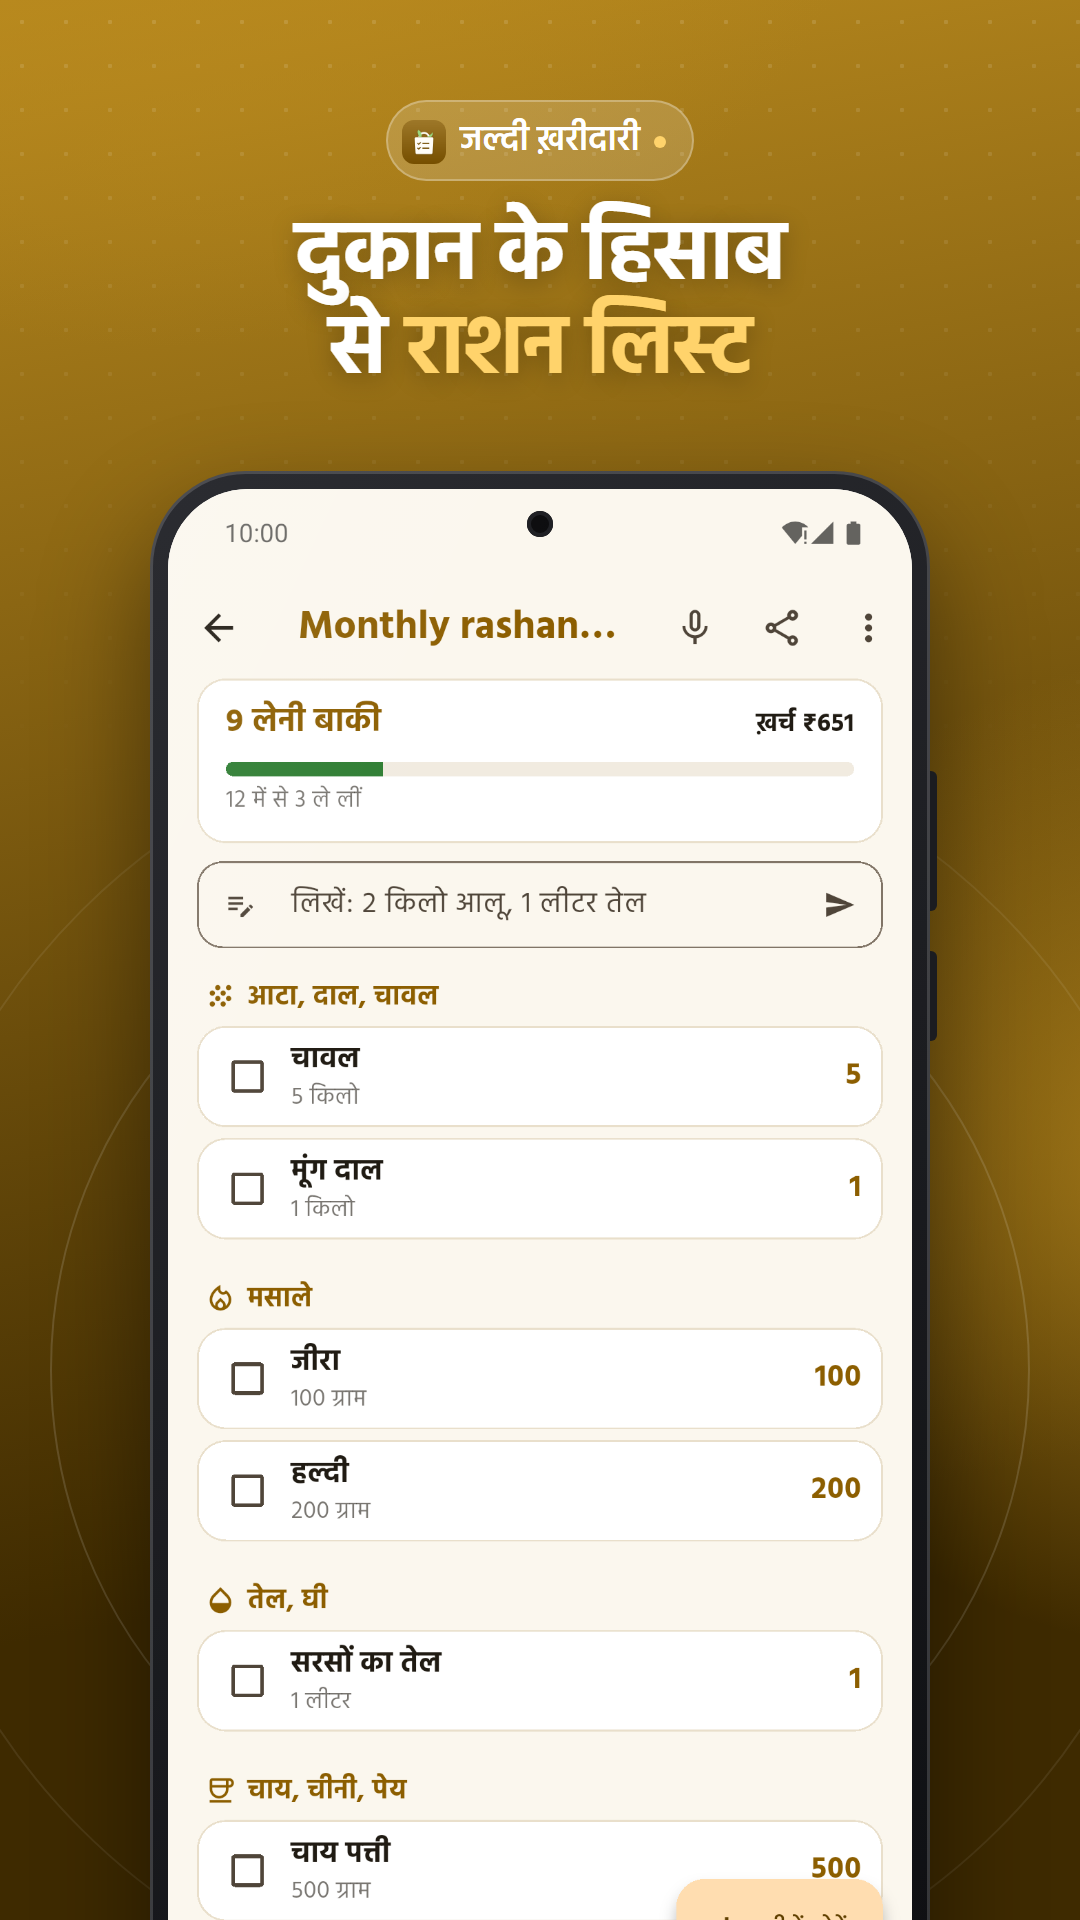 जल्दी ख़रीदारी
दुकान के हिसाब
से राशन लिस्ट
10:00
Monthly rashan...
9 लेनी बाकी
ख़र्च ₹651
12 में से 3 ले लीं
लिखें: 2 किलो आलू, 1 लीटर तेल
आटा, दाल, चावल
चावल
5 किलो
5
मूंग दाल
1 किलो
1
मसाले
जीरा
100 ग्राम
100
हल्दी
200 ग्राम
200
तेल, घी
सरसों का तेल
1 लीटर
1
चाय, चीनी, पेय
चाय पत्ती
500 ग्राम
500